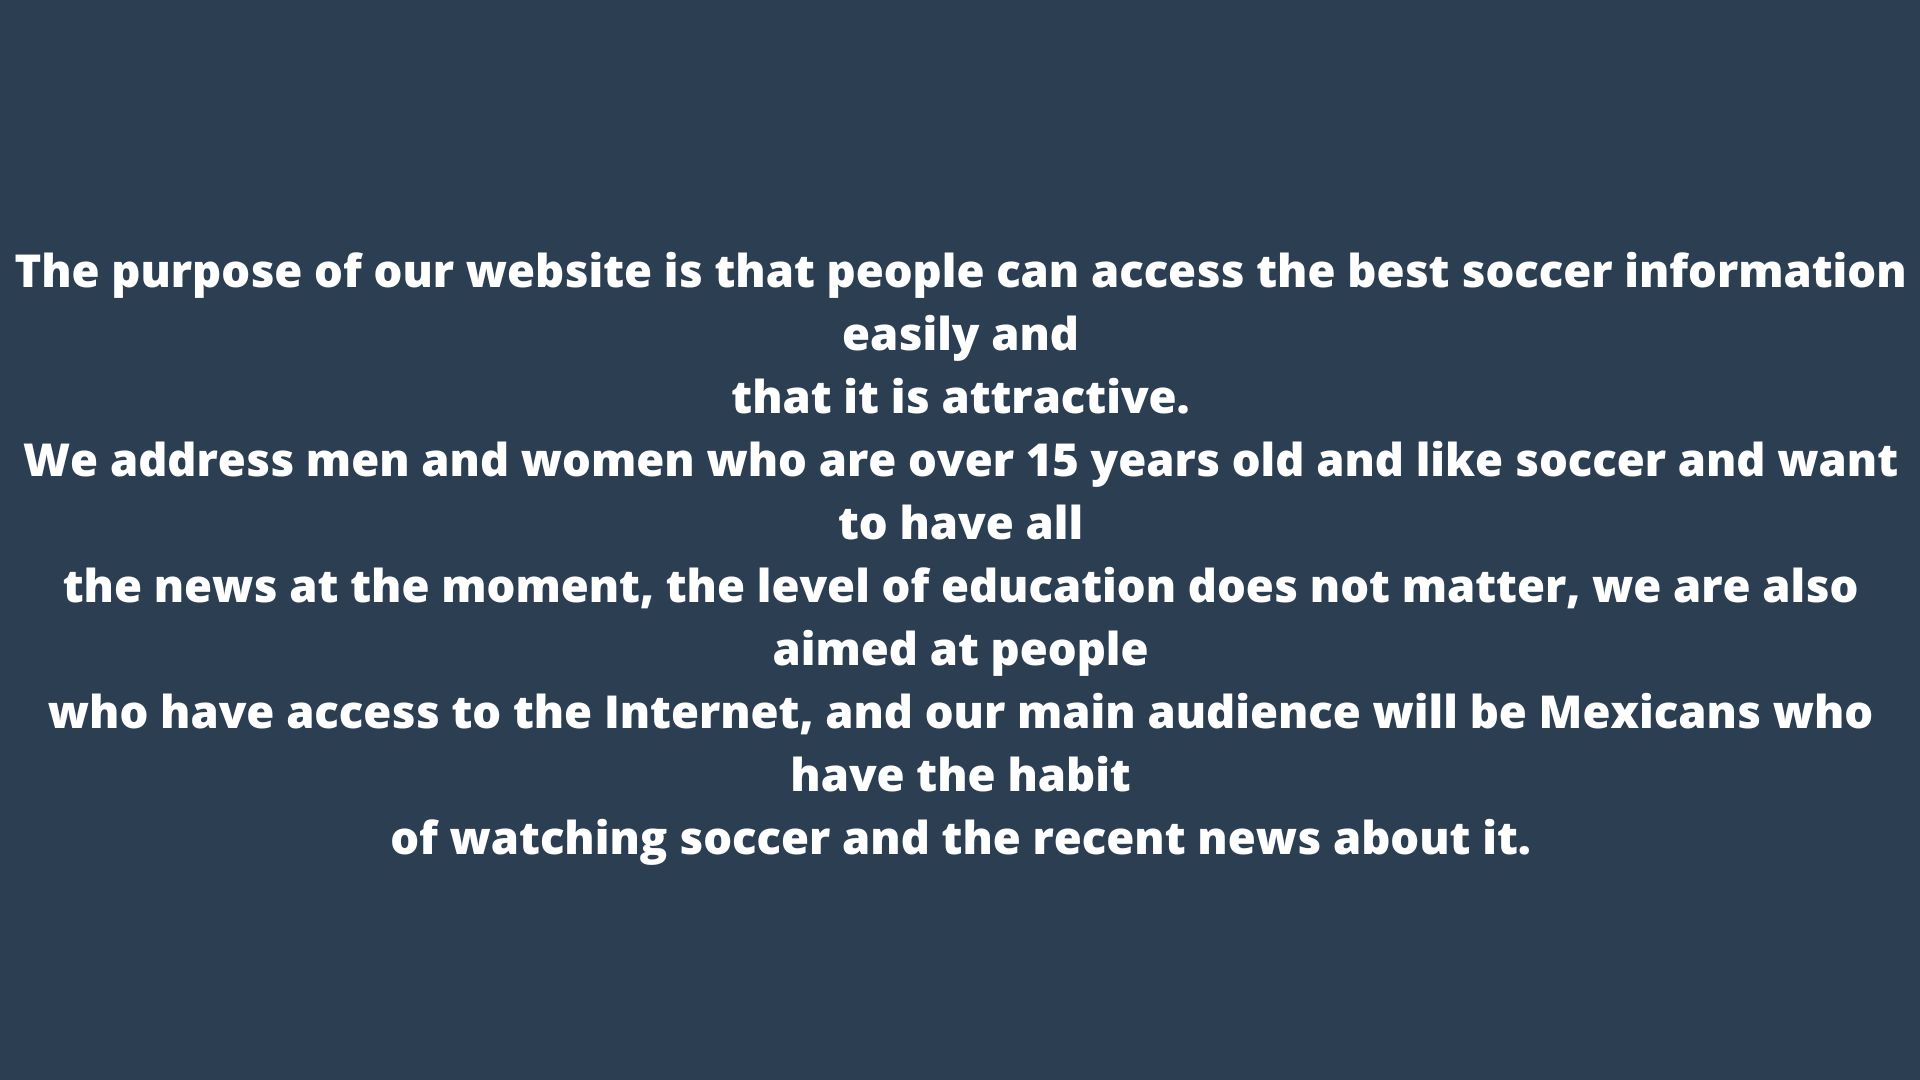 The purpose of our website is that people can access the best soccer information
easily and
that it is attractive.
We address men and women who are over 15 years old and like soccer and want
to have all
the news at the moment, the level of education does not matter, we are also
aimed at people
who have access to the Internet, and our main audience will be Mexicans who
have the habit
of watching soccer and the recent news about it.